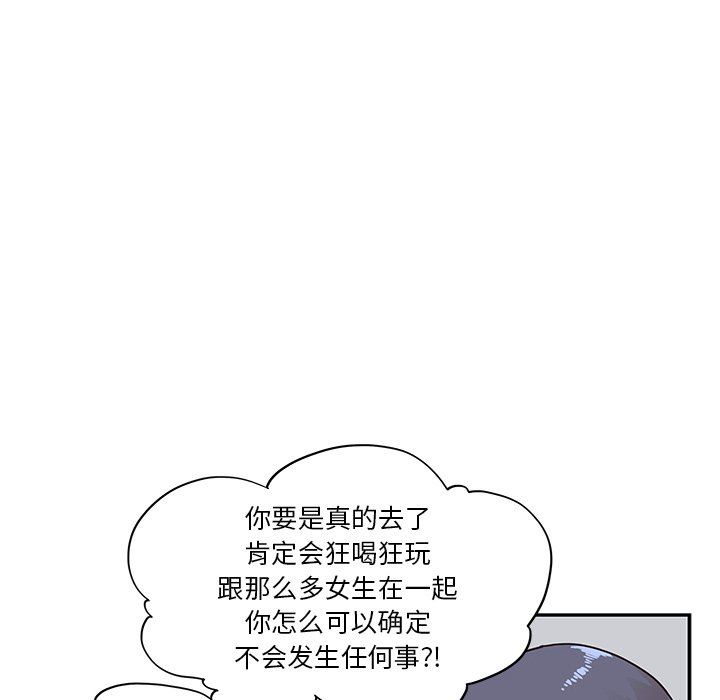 你要是真的去了
肯定会狂喝狂玩
跟那么多女生在一起
你怎么可以确定
不会发生任何事?!